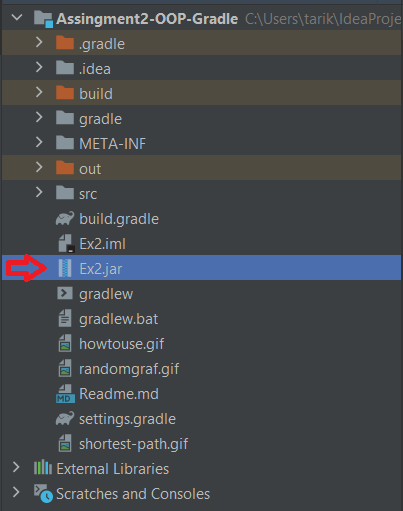 Assingment2-OOP-Gradle C:\Users\tarik\IdeaProje
.gradle
.idea
build
gradle
META-INF
out
src
build.gradle
Ex2.iml
Ex2.jar
gradlew
gradlew.bat
howtouse.gif
randomgraf.gif
MD Readme.md
settings.gradle
shortest-path.gif
External Libraries
Scratches and Consoles